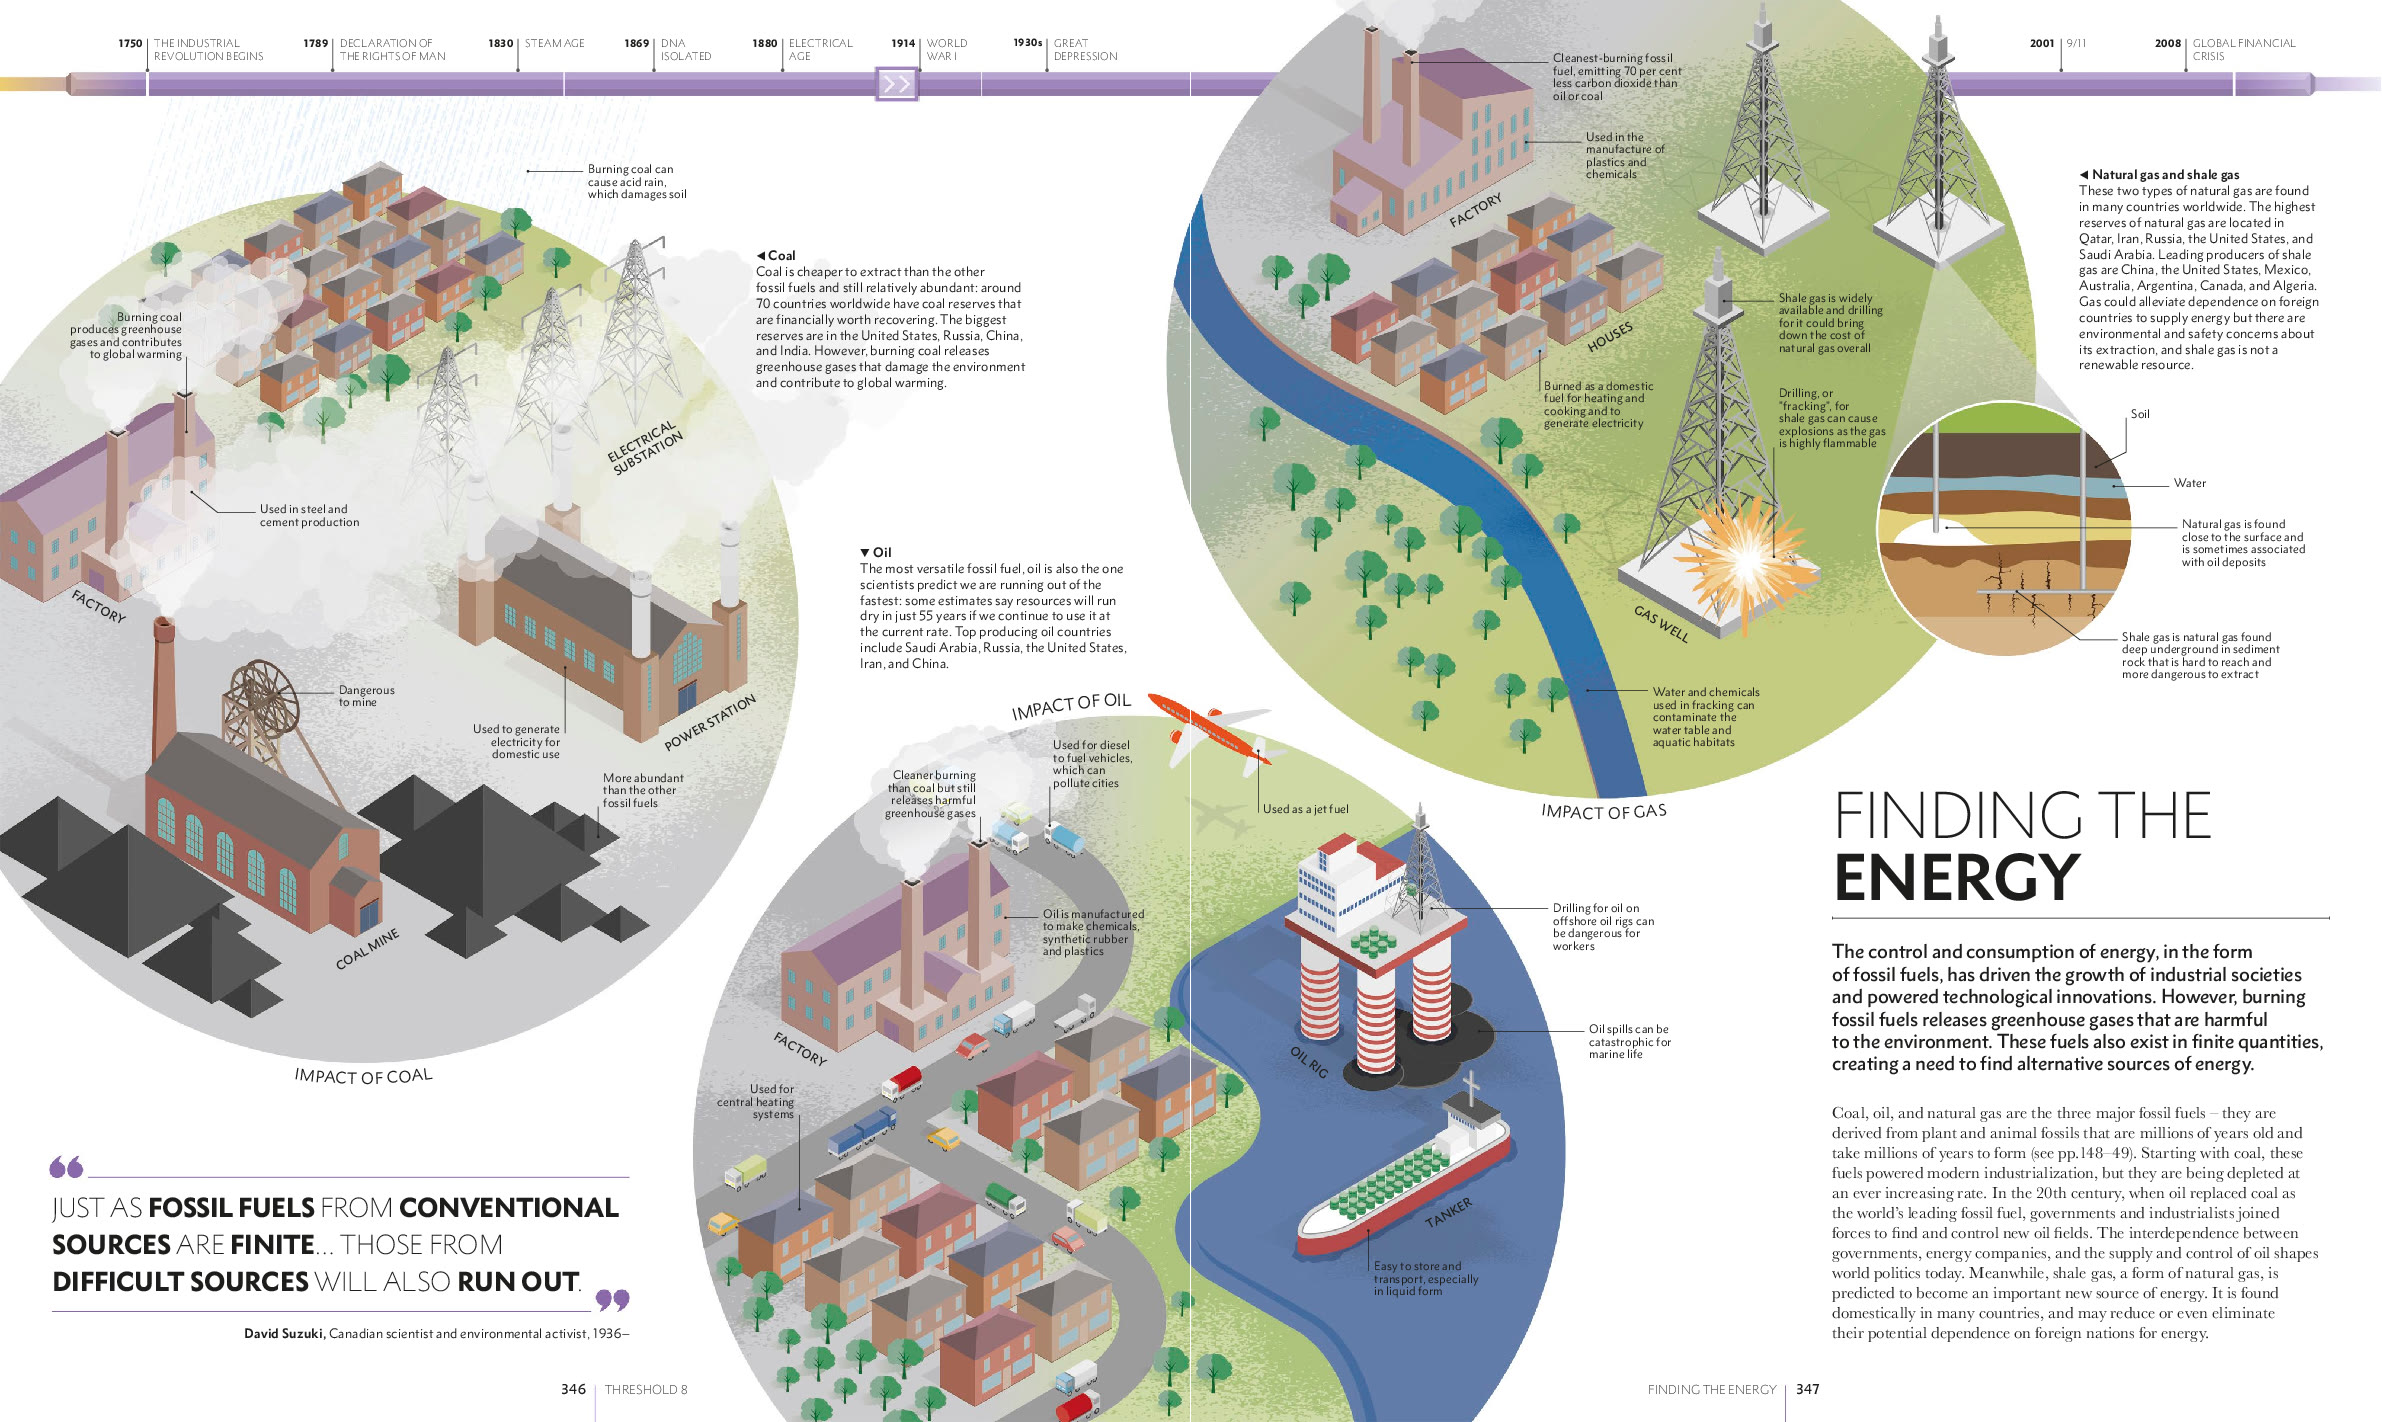 1750 THE INDUSTRIAL
REVOLUTION BEGINS
1789 DECLARATION OF
THE RIGHTS OF MAN
1830 STEAM AGE
1869 DNA
ISOLATED
1880 ELECTRICAL
AGE
1914 WORLD
WAR I
1930s GREAT
DEPRESSION
2001 9/11
2008 GLOBAL FINANCIAL
CRISIS
Burning coal can
cause acid rain,
which damages soil
Burning coal
produces greenhouse
gases and contributes
to global warming
◀ Coal
Coal is cheaper to extract than the other
fossil fuels and still relatively abundant: around
70 countries worldwide have coal reserves that
are financially worth recovering. The biggest
reserves are in the United States, Russia, China,
and India. However, burning coal releases
greenhouse gases that damage the environment
and contribute to global warming.
ELECTRICAL
SUBSTATION
Used in steel and
cement production
FACTORY
Dangerous
to mine
Used to generate
electricity for
domestic use
POWER STATION
More abundant
than the other
fossil fuels
COAL MINE
IMPACT OF COAL
▼ Oil
The most versatile fossil fuel, oil is also the one
scientists predict we are running out of the
fastest: some estimates say resources will run
dry in just 55 years if we continue to use it at
the current rate. Top producing oil countries
include Saudi Arabia, Russia, the United States,
Iran, and China.
IMPACT OF OIL
Cleaner burning
than coal but still
releases harmful
greenhouse gases
Used for diesel
to fuel vehicles,
which can
pollute cities
Used as a jet fuel
Oil is manufactured
to make chemicals,
synthetic rubber
and plastics
FACTORY
Used for
central heating
systems
Drilling for oil on
offshore oil rigs can
be dangerous for
workers
Oil spills can be
catastrophic for
marine life
OIL RIG
TANKER
Easy to store and
transport, especially
in liquid form
Cleanest-burning fossil
fuel, emitting 70 per cent
less carbon dioxide than
oil or coal
Used in the
manufacture of
plastics and
chemicals
FACTORY
HOUSES
Burned as a domestic
fuel for heating and
cooking and to
generate electricity
Shale gas is widely
available and drilling
for it could bring
down the cost of
natural gas overall
Drilling, or
"fracking", for
shale gas can cause
explosions as the gas
is highly flammable
GAS WELL
Water and chemicals
used in fracking can
contaminate the
water table and
aquatic habitats
IMPACT OF GAS
◀ Natural gas and shale gas
These two types of natural gas are found
in many countries worldwide. The highest
reserves of natural gas are located in
Qatar, Iran, Russia, the United States, and
Saudi Arabia. Leading producers of shale
gas are China, the United States, Mexico,
Australia, Argentina, Canada, and Algeria.
Gas could alleviate dependence on foreign
countries to supply energy but there are
environmental and safety concerns about
its extraction, and shale gas is not a
renewable resource.
Soil
Water
Natural gas is found
close to the surface and
is sometimes associated
with oil deposits
Shale gas is natural gas found
deep underground in sediment
rock that is hard to reach and
more dangerous to extract
FINDING THE
ENERGY
The control and consumption of energy, in the form
of fossil fuels, has driven the growth of industrial societies
and powered technological innovations. However, burning
fossil fuels releases greenhouse gases that are harmful
to the environment. These fuels also exist in finite quantities,
creating a need to find alternative sources of energy.
Coal, oil, and natural gas are the three major fossil fuels – they are
derived from plant and animal fossils that are millions of years old and
take millions of years to form (see pp.148–49). Starting with coal, these
fuels powered modern industrialization, but they are being depleted at
an ever increasing rate. In the 20th century, when oil replaced coal as
the world's leading fossil fuel, governments and industrialists joined
forces to find and control new oil fields. The interdependence between
governments, energy companies, and the supply and control of oil shapes
world politics today. Meanwhile, shale gas, a form of natural gas, is
predicted to become an important new source of energy. It is found
domestically in many countries, and may reduce or even eliminate
their potential dependence on foreign nations for energy.
“
JUST AS FOSSIL FUELS FROM CONVENTIONAL
SOURCES ARE FINITE... THOSE FROM
DIFFICULT SOURCES WILL ALSO RUN OUT.
”
David Suzuki, Canadian scientist and environmental activist, 1936–
346 THRESHOLD 8
FINDING THE ENERGY 347